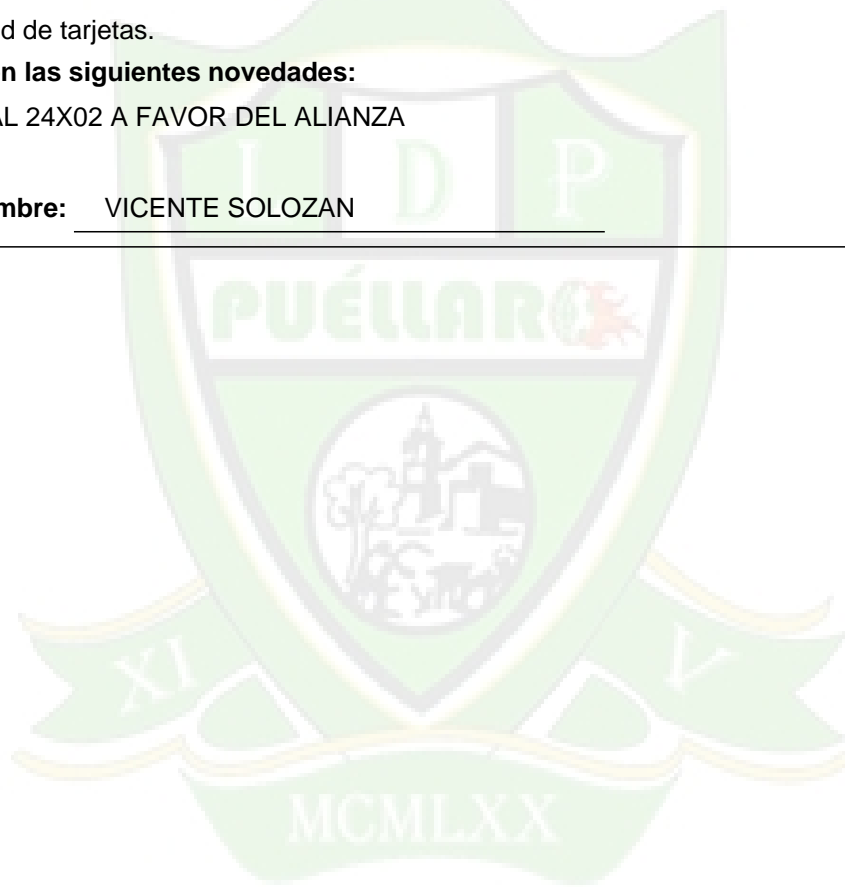 d de tarjetas.
n las siguientes novedades:
AL 24X02 A FAVOR DEL ALIANZA
mbre: VICENTE SOLOZAN
I D P
PUÉLLARO
XI V
MCMLXX